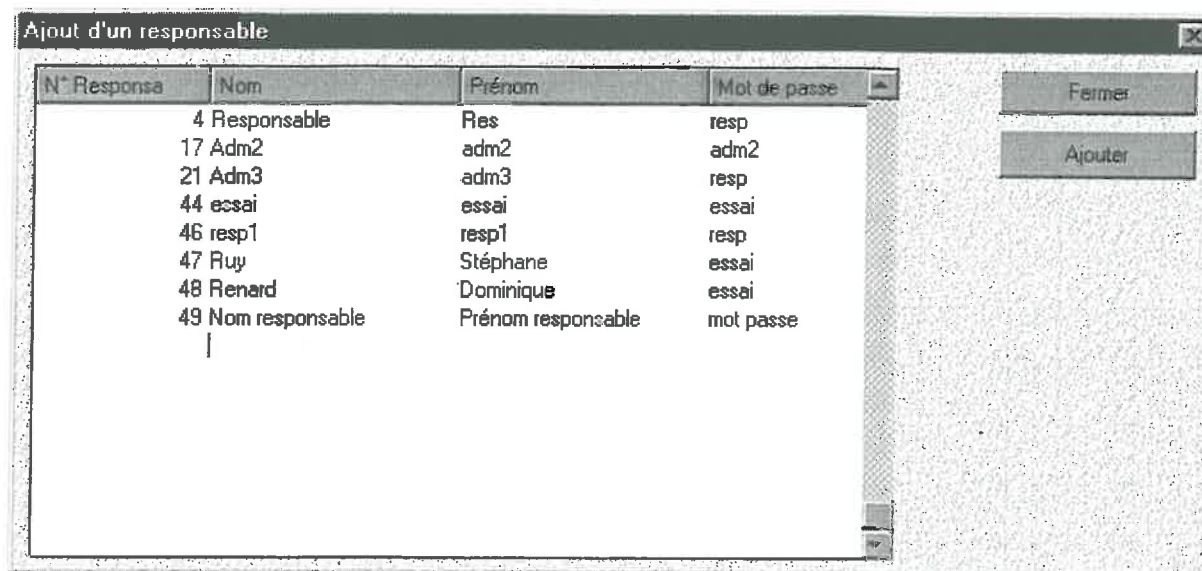 Ajout d'un responsable
N° Responsa Nom Prénom Mot de passe
4 Responsable Res resp
17 Adm2 adm2 adm2
21 Adm3 adm3 resp
44 essai essai essai
46 resp1 resp1 resp
47 Ruy Stéphane essai
48 Renard Dominique essai
49 Nom responsable Prénom responsable mot passe
Fermer
Ajouter